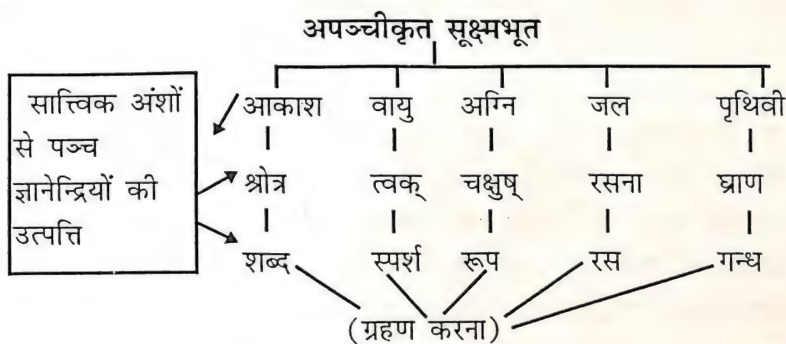 अपञ्चीकृत सूक्ष्मभूत
सात्त्विक अंशों
से पञ्च
ज्ञानेन्द्रियों की
उत्पत्ति
आकाश वायु अग्नि जल पृथिवी
श्रोत्र त्वक् चक्षुष् रसना घ्राण
शब्द स्पर्श रूप रस गन्ध
(ग्रहण करना)